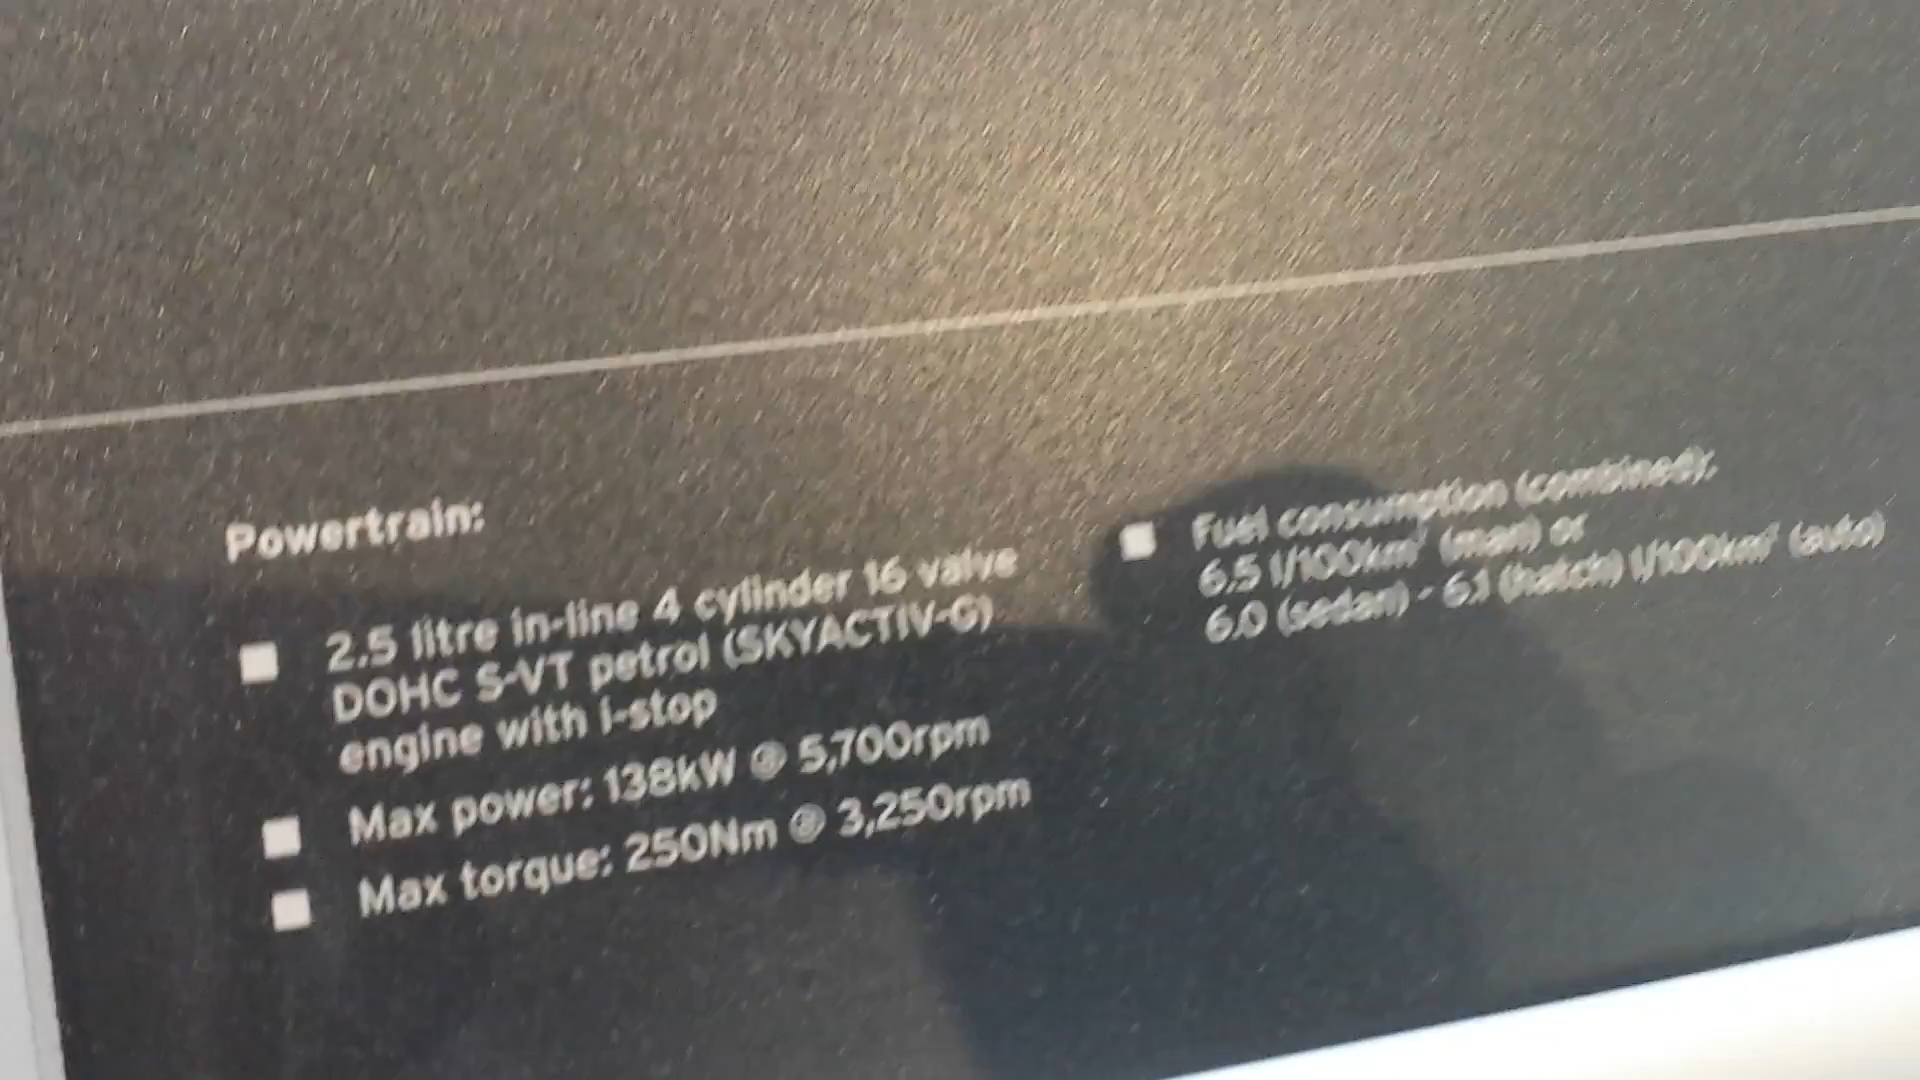 Powertrain:
2.5 litre in-line 4 cylinder 16 valve
DOHC S-VT petrol (SKYACTIV-G)
engine with i-stop
Max power: 138kW @ 5,700rpm
Max torque: 250Nm @ 3,250rpm
Fuel consumption (combined):
6.5 l/100km (man) or
6.0 (sedan) - 6.1 (hatch) l/100km (auto)